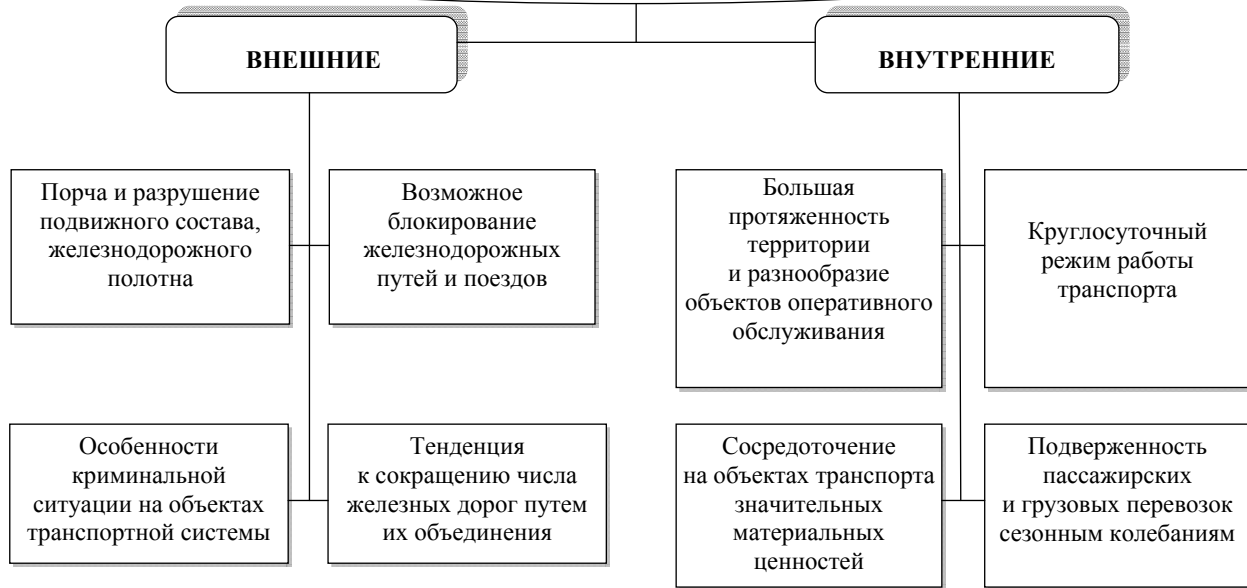 ВНЕШНИЕ
ВНУТРЕННИЕ
Порча и разрушение
подвижного состава,
железнодорожного
полотна
Возможное
блокирование
железнодорожных
путей и поездов
Большая
протяженность
территории
и разнообразие
объектов оперативного
обслуживания
Круглосуточный
режим работы
транспорта
Особенности
криминальной
ситуации на объектах
транспортной системы
Тенденция
к сокращению числа
железных дорог путем
их объединения
Сосредоточение
на объектах транспорта
значительных
материальных
ценностей
Подверженность
пассажирских
и грузовых перевозок
сезонным колебаниям